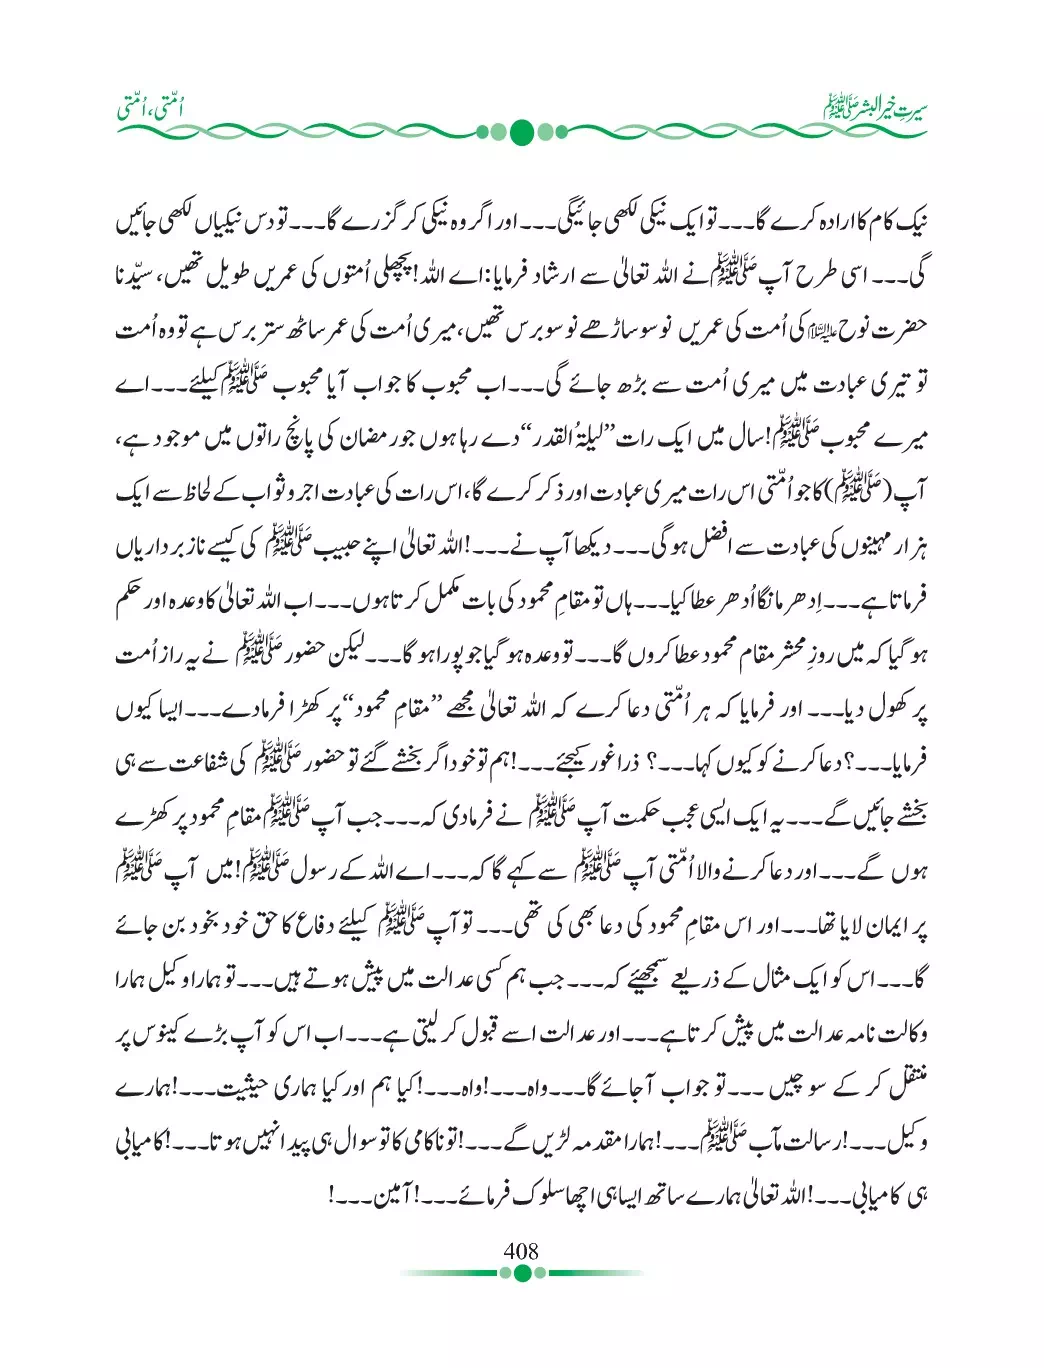 سیرتِ خیر البشر ﷺ
اُمّتی، اُمّتی
نیک کام کا ارادہ کرے گا۔۔۔تو ایک نیکی لکھی جائیگی۔۔۔اور اگر وہ نیکی کر گزرے گا۔۔۔تو دس نیکیاں لکھی جائیں
گی۔۔۔ اسی طرح آپ ﷺ نے اللہ تعالیٰ سے ارشاد فرمایا:اے اللہ! پچھلی اُمتوں کی عمریں طویل تھیں، سیّدنا
حضرت نوح علیہ السلام کی اُمت کی عمریں نو سو ساڑھے نو سو برس تھیں، میری اُمت کی عمر ساٹھ ستر برس ہے تو وہ اُمت
تو تیری عبادت میں میری اُمت سے بڑھ جائے گی۔۔۔اب محبوب کا جواب آیا محبوب ﷺ کیلئے۔۔۔اے
میرے محبوب ﷺ! سال میں ایک رات ’’لیلۃُ القدر‘‘ دے رہا ہوں جو رمضان کی پانچ راتوں میں موجود ہے،
آپ (ﷺ) کا جو اُمّتی اس رات میری عبادت اور ذکر کرے گا، اس رات کی عبادت اجر و ثواب کے لحاظ سے ایک
ہزار مہینوں کی عبادت سے افضل ہوگی۔۔۔دیکھا آپ نے۔۔۔!اللہ تعالیٰ اپنے حبیب ﷺ کی کیسے ناز برداریاں
فرماتا ہے۔۔۔اِدھر مانگا اُدھر عطا کیا۔۔۔ہاں تو مقامِ محمود کی بات مکمل کرتا ہوں۔۔۔اب اللہ تعالیٰ کا وعدہ اور حکم
ہو گیا کہ میں روزِ محشر مقام محمود عطا کروں گا۔۔۔تو وعدہ ہو گیا جو پورا ہو گا۔۔۔لیکن حضور ﷺ نے یہ راز اُمت
پر کھول دیا۔۔۔ اور فرمایا کہ ہر اُمّتی دعا کرے کہ اللہ تعالیٰ مجھے ’’مقامِ محمود‘‘ پر کھڑا فرمادے۔۔۔ایسا کیوں
فرمایا۔۔۔؟ دعا کرنے کو کیوں کہا۔۔۔؟ ذرا غور کیجئے۔۔۔!ہم تو خود اگر بخشے گئے تو حضور ﷺ کی شفاعت سے ہی
بخشے جائیں گے۔۔۔یہ ایک ایسی عجب حکمت آپ ﷺ نے فرمادی کہ۔۔۔جب آپ ﷺ مقامِ محمود پر کھڑے
ہوں گے۔۔۔اور دعا کرنے والا اُمّتی آپ ﷺ سے کہے گا کہ۔۔۔اے اللہ کے رسول ﷺ! میں آپ ﷺ
پر ایمان لایا تھا۔۔۔اور اس مقامِ محمود کی دعا بھی کی تھی۔۔۔ تو آپ ﷺ کیلئے دفاع کا حق خود بخود بن جائے
گا۔۔۔اس کو ایک مثال کے ذریعے سمجھیئے کہ۔۔۔جب ہم کسی عدالت میں پیش ہوتے ہیں۔۔۔تو ہمارا وکیل ہمارا
وکالت نامہ عدالت میں پیش کرتا ہے۔۔۔اور عدالت اسے قبول کر لیتی ہے۔۔۔اب اس کو آپ بڑے کینوس پر
منتقل کر کے سوچیں ۔۔۔تو جواب آ جائے گا۔۔۔واہ۔۔۔!واہ۔۔۔!کیا ہم اور کیا ہماری حیثیت۔۔۔!ہمارے
وکیل۔۔۔!رسالت مآب ﷺ۔۔۔!ہمارا مقدمہ لڑیں گے۔۔۔!تو ناکامی کا تو سوال ہی پیدا نہیں ہوتا۔۔۔!کامیابی
ہی کامیابی۔۔۔!اللہ تعالیٰ ہمارے ساتھ ایسا ہی اچھا سلوک فرمائے۔۔۔!آمین۔۔۔!
408